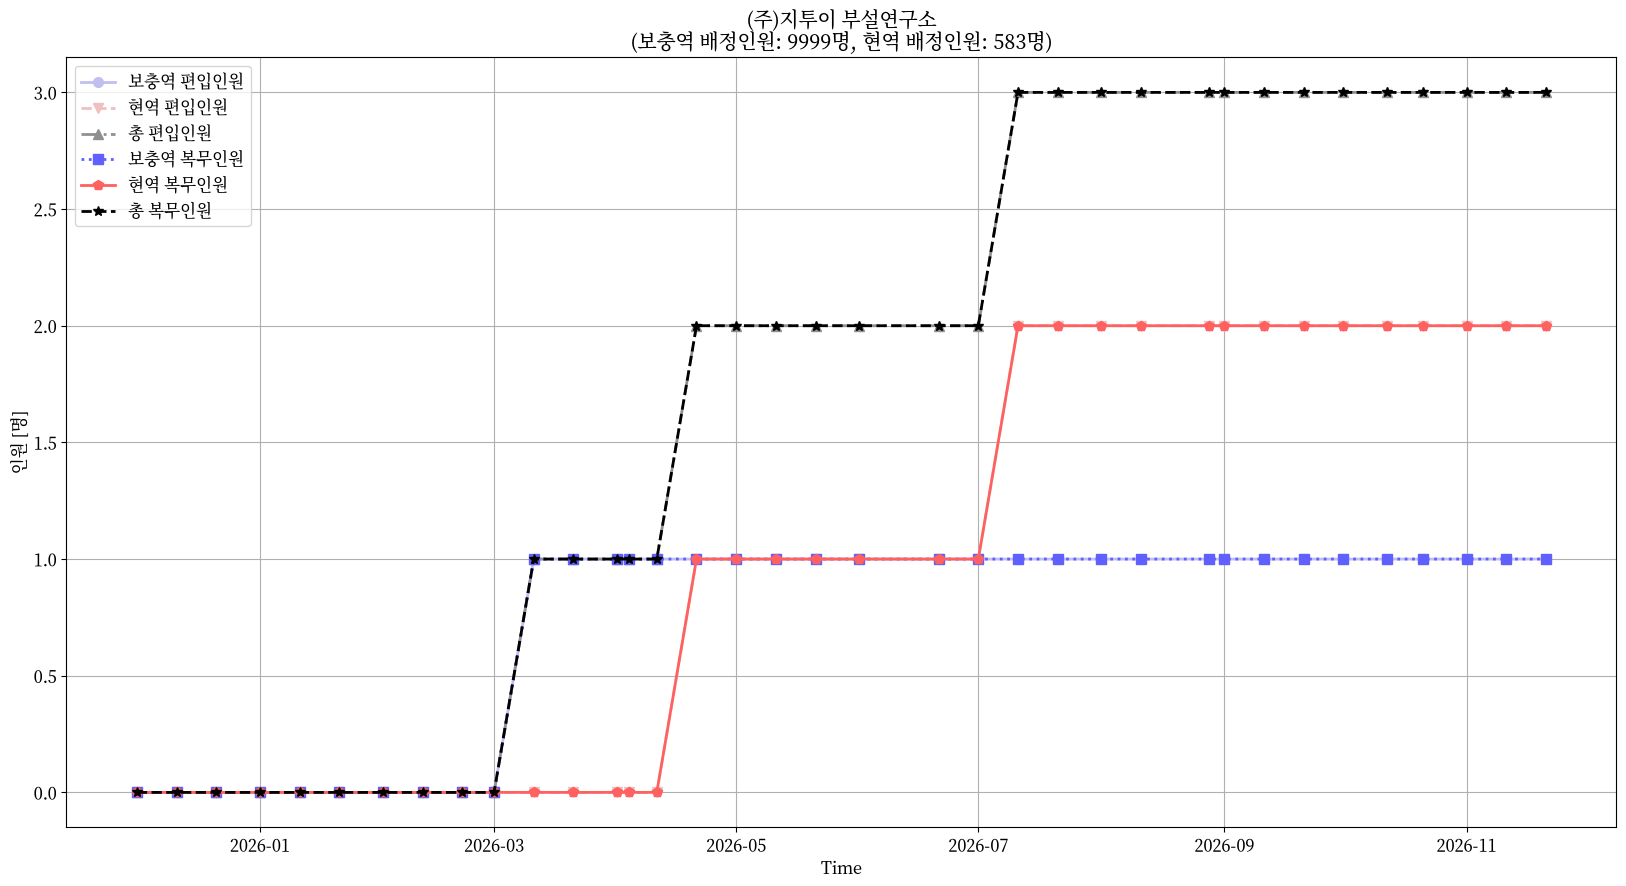 (주)지투이 부설연구소
(보충역 배정인원: 9999명, 현역 배정인원: 583명)
보충역 편입인원
현역 편입인원
총 편입인원
보충역 복무인원
현역 복무인원
총 복무인원
인원 [명]
3.0
2.5
2.0
1.5
1.0
0.5
0.0
2026-01 2026-03 2026-05 2026-07 2026-09 2026-11
Time